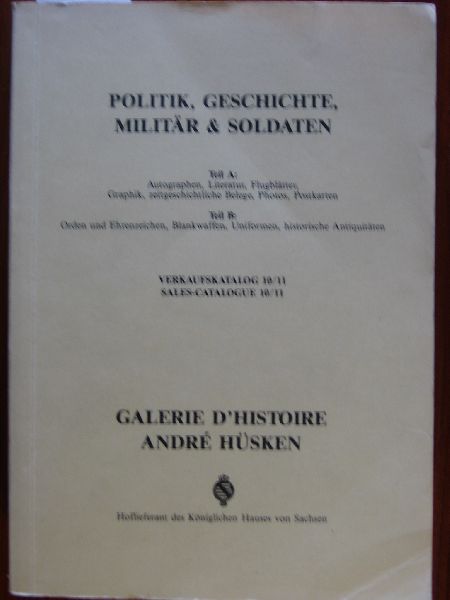 POLITIK, GESCHICHTE,
MILITÄR & SOLDATEN
Teil A:
Autographen, Literatur, Flugblätter,
Graphik, zeitgeschichtliche Belege, Photos, Postkarten
Teil B:
Orden und Ehrenzeichen, Blankwaffen, Uniformen, historische Antiquitäten
VERKAUFSKATALOG 10/11
SALES-CATALOGUE 10/11
GALERIE D'HISTOIRE
ANDRÉ HÜSKEN
Hoflieferant des Königlichen Hauses von Sachsen